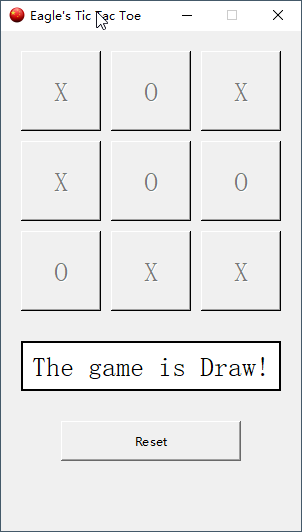 Eagle's Tic Tac Toe
X O X
X O O
O X X
The game is Draw!
Reset